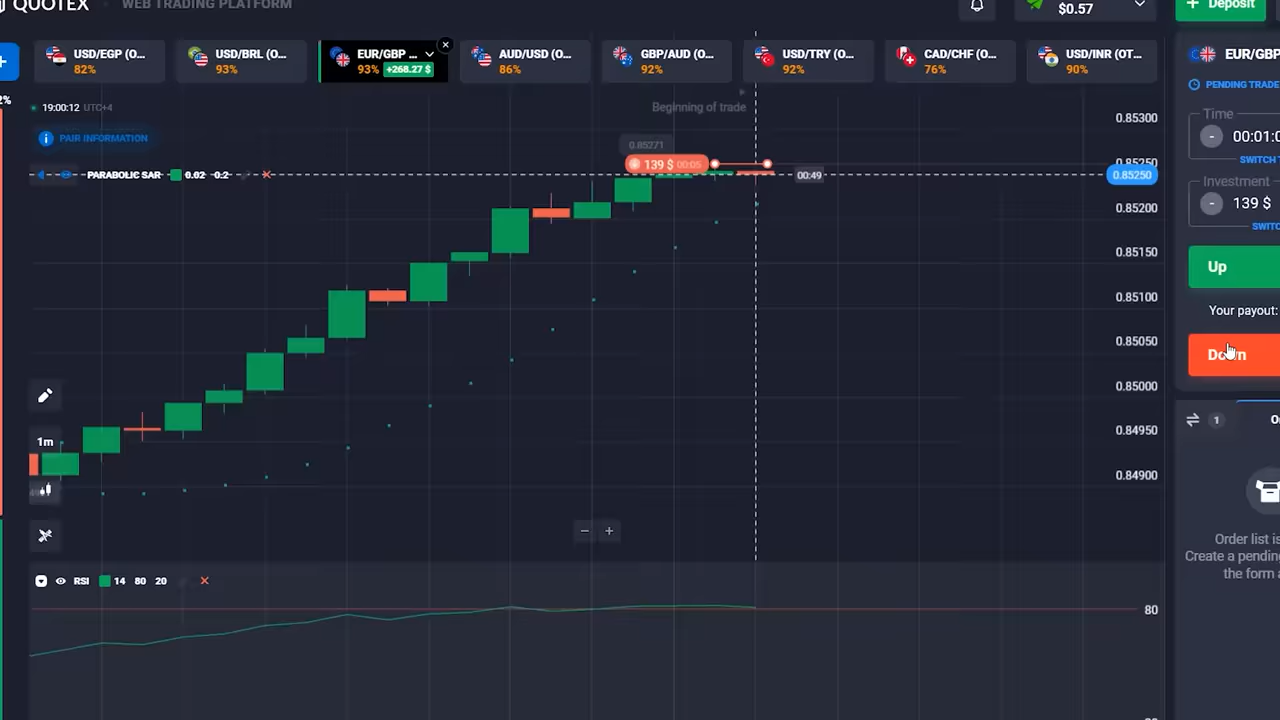 QUOTEX
WEB TRADING PLATFORM
$0.57
+ Deposit
USD/EGP (O...
82%
USD/BRL (O...
93%
EUR/GBP ...
93% +268.27 $
AUD/USD (O...
86%
GBP/AUD (O...
92%
USD/TRY (O...
92%
CAD/CHF (O...
76%
USD/INR (OT...
90%
EUR/GBP
2%
PENDING TRADE
19:00:12 UTC+4
Beginning of trade
PAIR INFORMATION
0.85271
139 $ 00:05
PARABOLIC SAR 0.02 0.2
00:49
0.85300
0.85250
0.85250
0.85200
0.85150
0.85100
0.85050
0.85000
0.84950
0.84900
Time
- 00:01:0
SWITCH T
Investment
- 139 $
SWITC
Up
Your payout:
Down
1m
1
Order list is
Create a pending
the form a
RSI 14 80 20
80